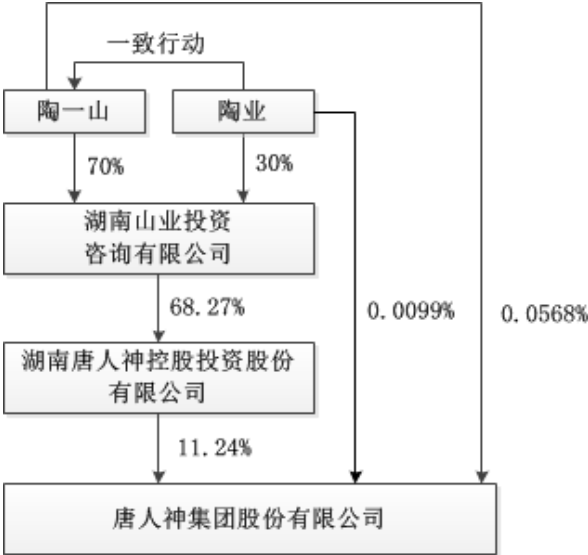 一致行动
陶一山
陶业
70%
30%
湖南山业投资
咨询有限公司
68.27%
0.0099%
0.0568%
湖南唐人神控股投资股份
有限公司
11.24%
唐人神集团股份有限公司